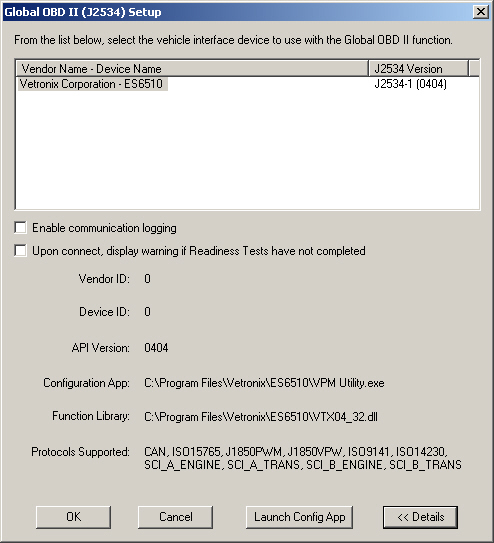 Global OBD II (J2534) Setup
From the list below, select the vehicle interface device to use with the Global OBD II function.
Vendor Name - Device Name J2534 Version
Vetronix Corporation - ES6510 J2534-1 (0404)
Enable communication logging
Upon connect, display warning if Readiness Tests have not completed
Vendor ID: 0
Device ID: 0
API Version: 0404
Configuration App: C:\Program Files\Vetronix\ES6510\VPM Utility.exe
Function Library: C:\Program Files\Vetronix\ES6510\VTX04_32.dll
Protocols Supported: CAN, ISO15765, J1850PWM, J1850VPW, ISO9141, ISO14230,
SCI_A_ENGINE, SCI_A_TRANS, SCI_B_ENGINE, SCI_B_TRANS
OK Cancel Launch Config App << Details